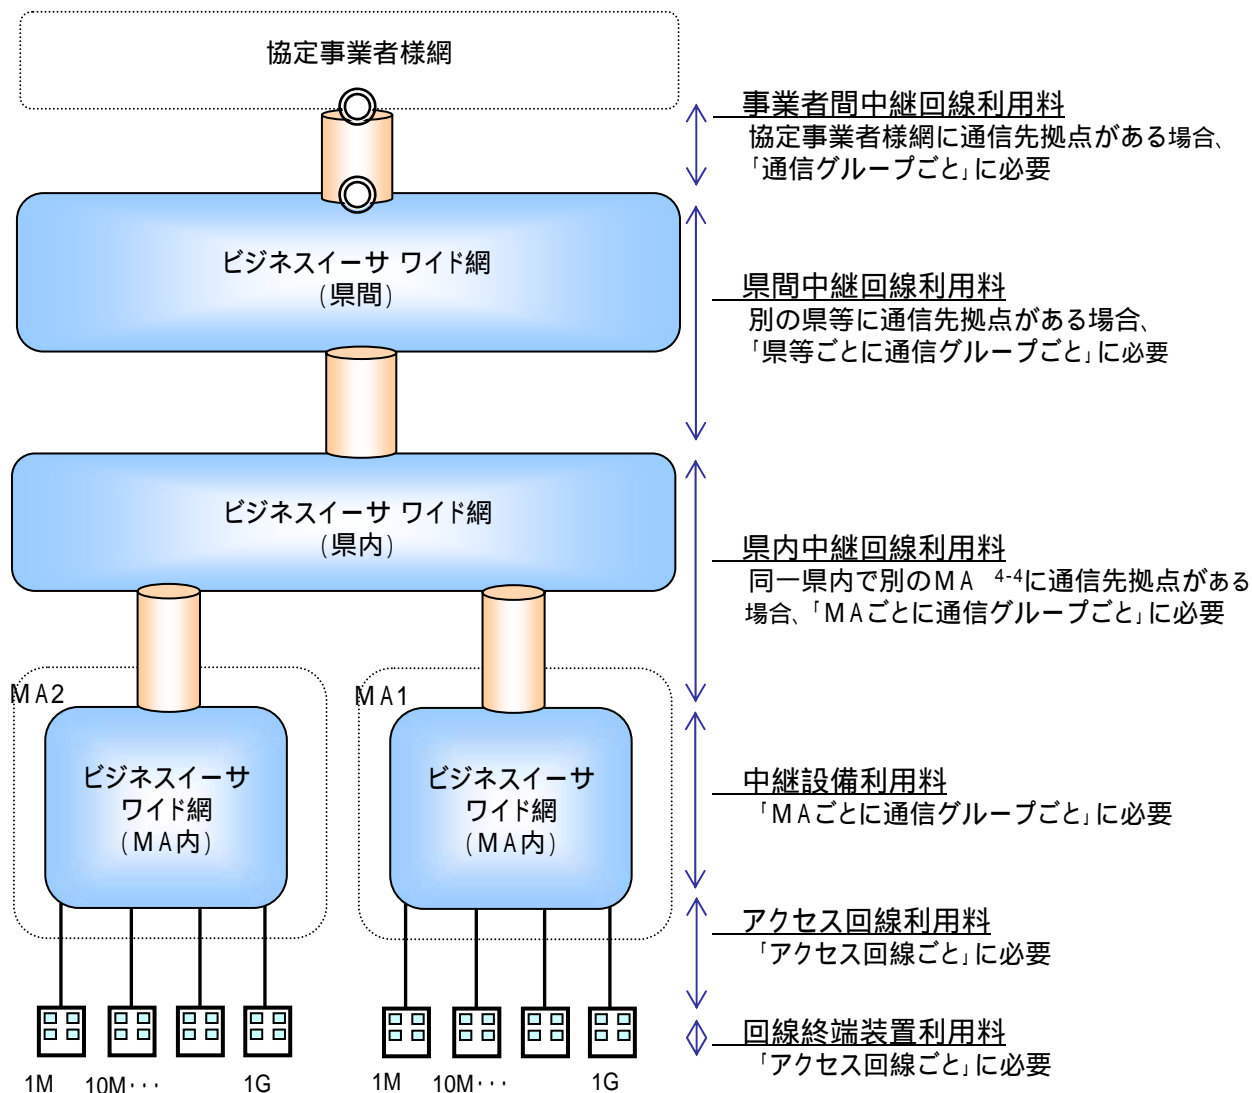 協定事業者様網
事業者間中継回線利用料
協定事業者様網に通信先拠点がある場合、
「通信グループごと」に必要
ビジネスイーサ ワイド網
(県間)
県間中継回線利用料
別の県等に通信先拠点がある場合、
「県等ごとに通信グループごと」に必要
ビジネスイーサ ワイド網
(県内)
県内中継回線利用料
同一県内で別のMA 4-4に通信先拠点がある
場合、「MAごとに通信グループごと」に必要
MA2
MA1
ビジネスイーサ
ワイド網
(MA内)
ビジネスイーサ
ワイド網
(MA内)
中継設備利用料
「MAごとに通信グループごと」に必要
アクセス回線利用料
「アクセス回線ごと」に必要
回線終端装置利用料
「アクセス回線ごと」に必要
1M 10M・・・ 1G
1M 10M・・・ 1G